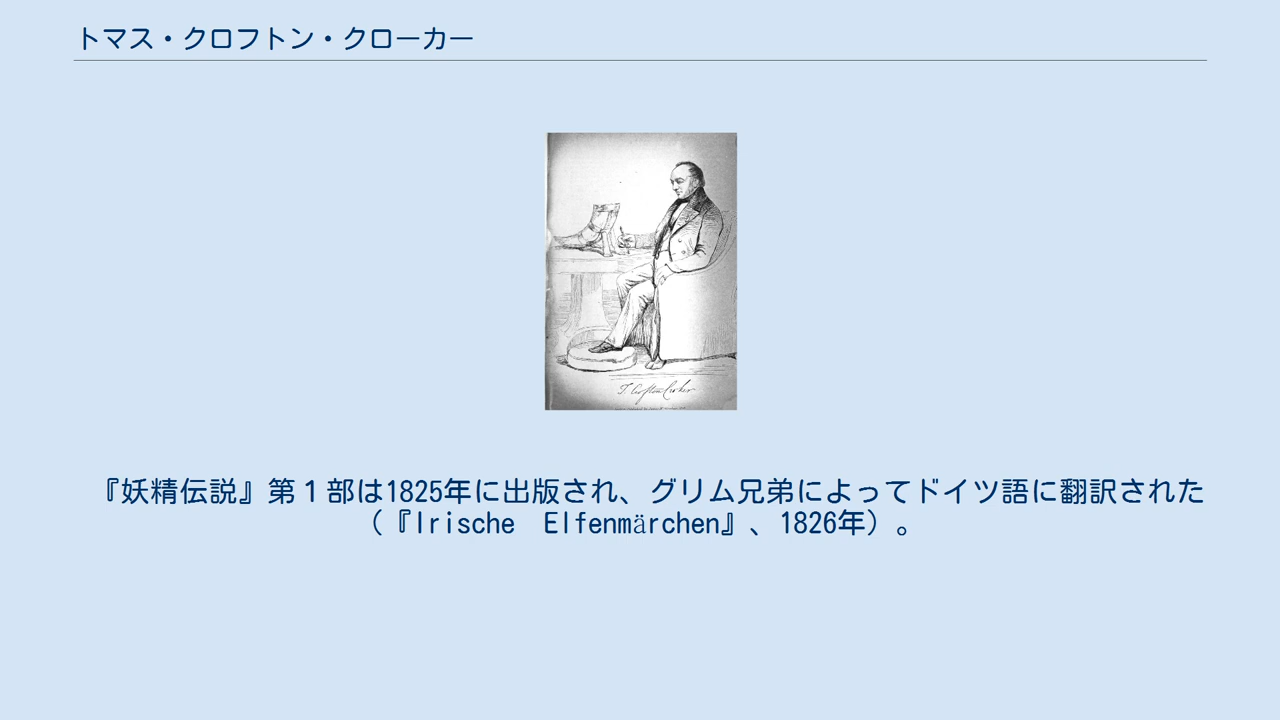 トマス・クロフトン・クローカー
T. Crofton Croker
『妖精伝説』第１部は1825年に出版され、グリム兄弟によってドイツ語に翻訳された
（『Irische　Elfenmärchen』、1826年）。